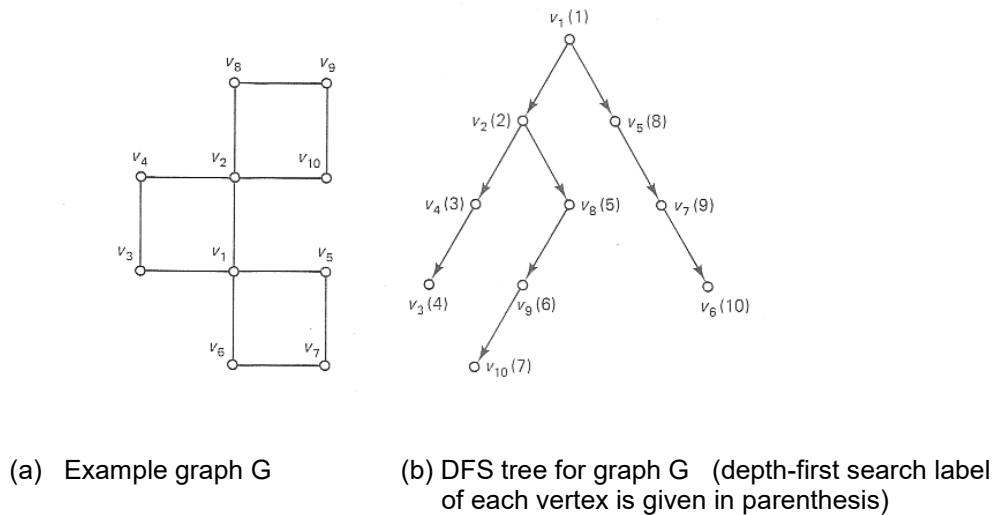 v8 v9
v4 v2 v10
v3 v1 v5
v6 v7
v1 (1)
v2 (2) v5 (8)
v4 (3) v8 (5) v7 (9)
v3 (4) v9 (6) v6 (10)
v10 (7)
(a) Example graph G
(b) DFS tree for graph G (depth-first search label
of each vertex is given in parenthesis)